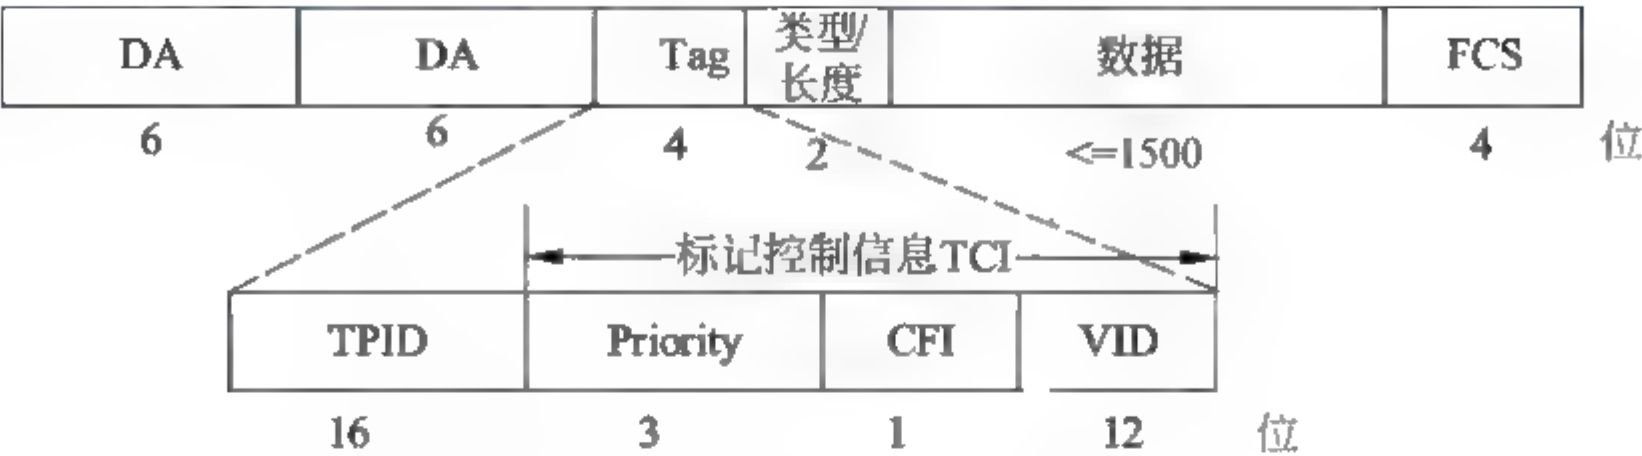 DA DA Tag 类型/ 数据 FCS
长度
6 6 4 2 <=1500 4 位
标记控制信息TCI
TPID Priority CFI VID
16 3 1 12 位